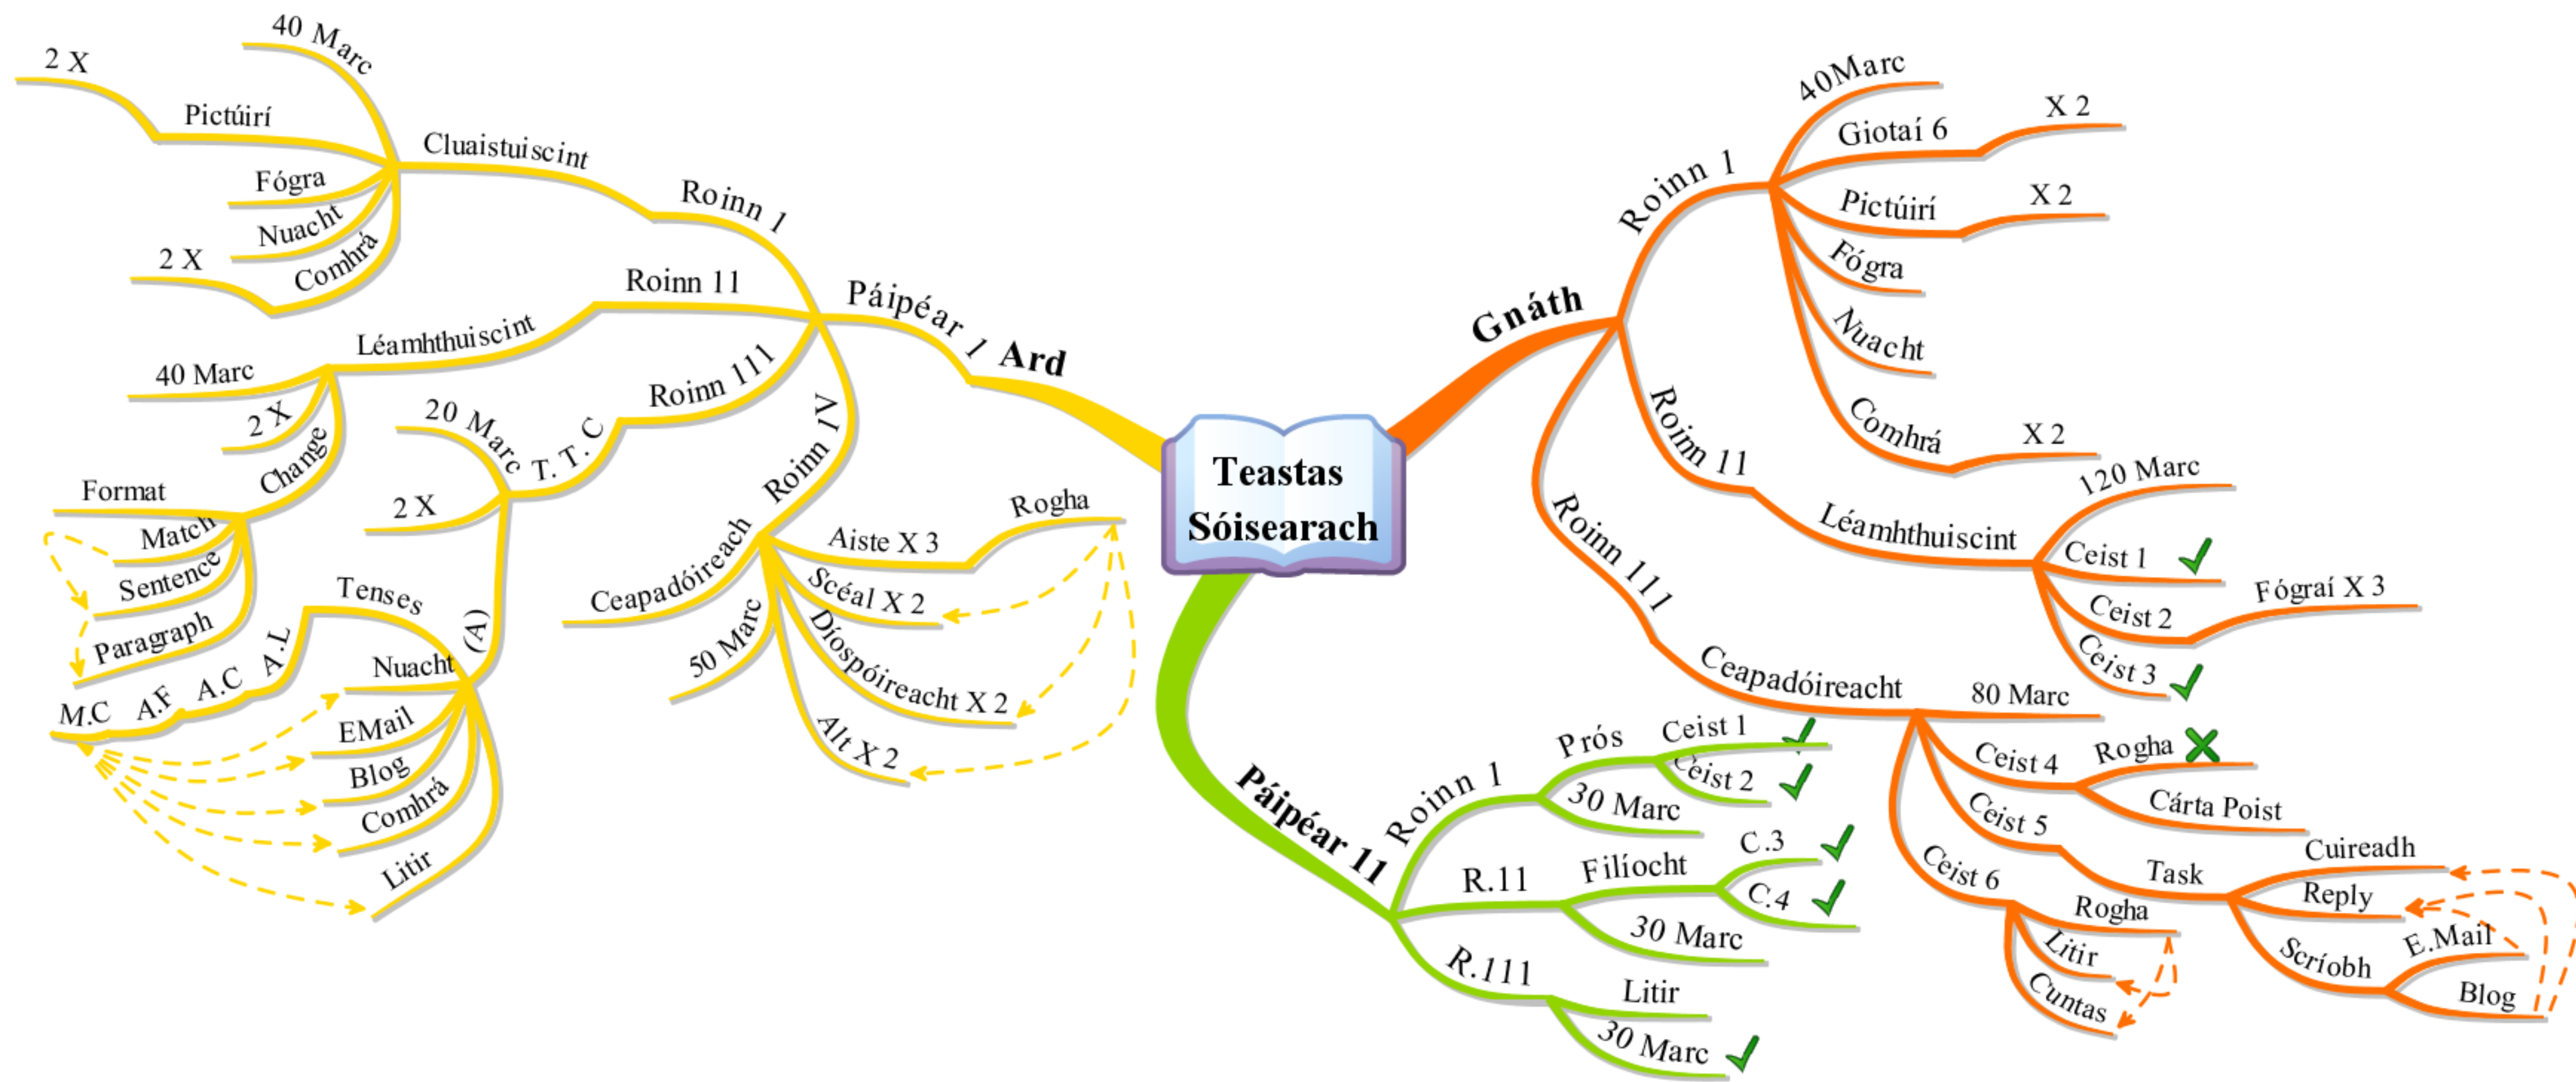 Teastas
Sóisearach
Ard
Páipéar 1
Roinn 1
Cluaistuiscint
40 Marc
Pictúirí
2 X
Fógra
Nuacht
Comhrá
2 X
Roinn 11
Léamhthuiscint
40 Marc
2 X
Change
Format
Match
Sentence
Paragraph
Roinn 111
T. T. C
20 Marc
2 X
(A)
Tenses
A.L
A.C
A.F
M.C
Nuacht
EMail
Blog
Comhrá
Litir
Roinn 1V
Ceapadóireach
Aiste X 3
Rogha
Scéal X 2
Díospóireacht X 2
Alt X 2
50 Marc
Gnáth
Roinn 1
40Marc
Giotaí 6
X 2
Pictúirí
X 2
Fógra
Nuacht
Comhrá
X 2
Roinn 11
Léamhthuiscint
120 Marc
Ceist 1
Ceist 2
Fógraí X 3
Ceist 3
Roinn 111
Ceapadóireacht
80 Marc
Ceist 4
Rogha
Cárta Poist
Ceist 5
Task
Cuireadh
Reply
Scríobh
E.Mail
Blog
Ceist 6
Rogha
Litir
Cuntas
Páipéar 11
Roinn 1
Prós
Ceist 1
Ceist 2
30 Marc
R.11
Filíocht
C.3
C.4
30 Marc
R.111
Litir
30 Marc